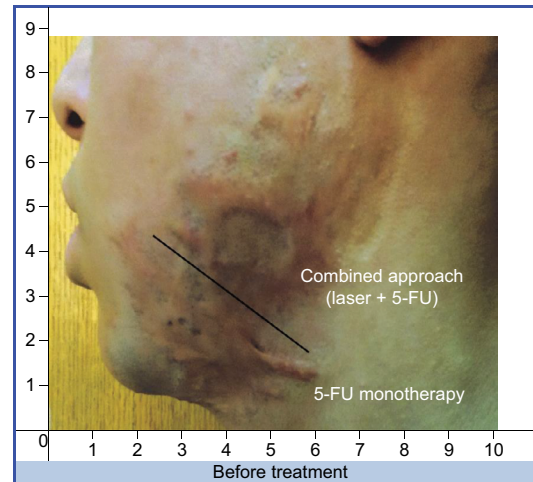 9
8
7
6
5
4
3
2
1
Combined approach
(laser + 5-FU)
5-FU monotherapy
0 1 2 3 4 5 6 7 8 9 10
Before treatment